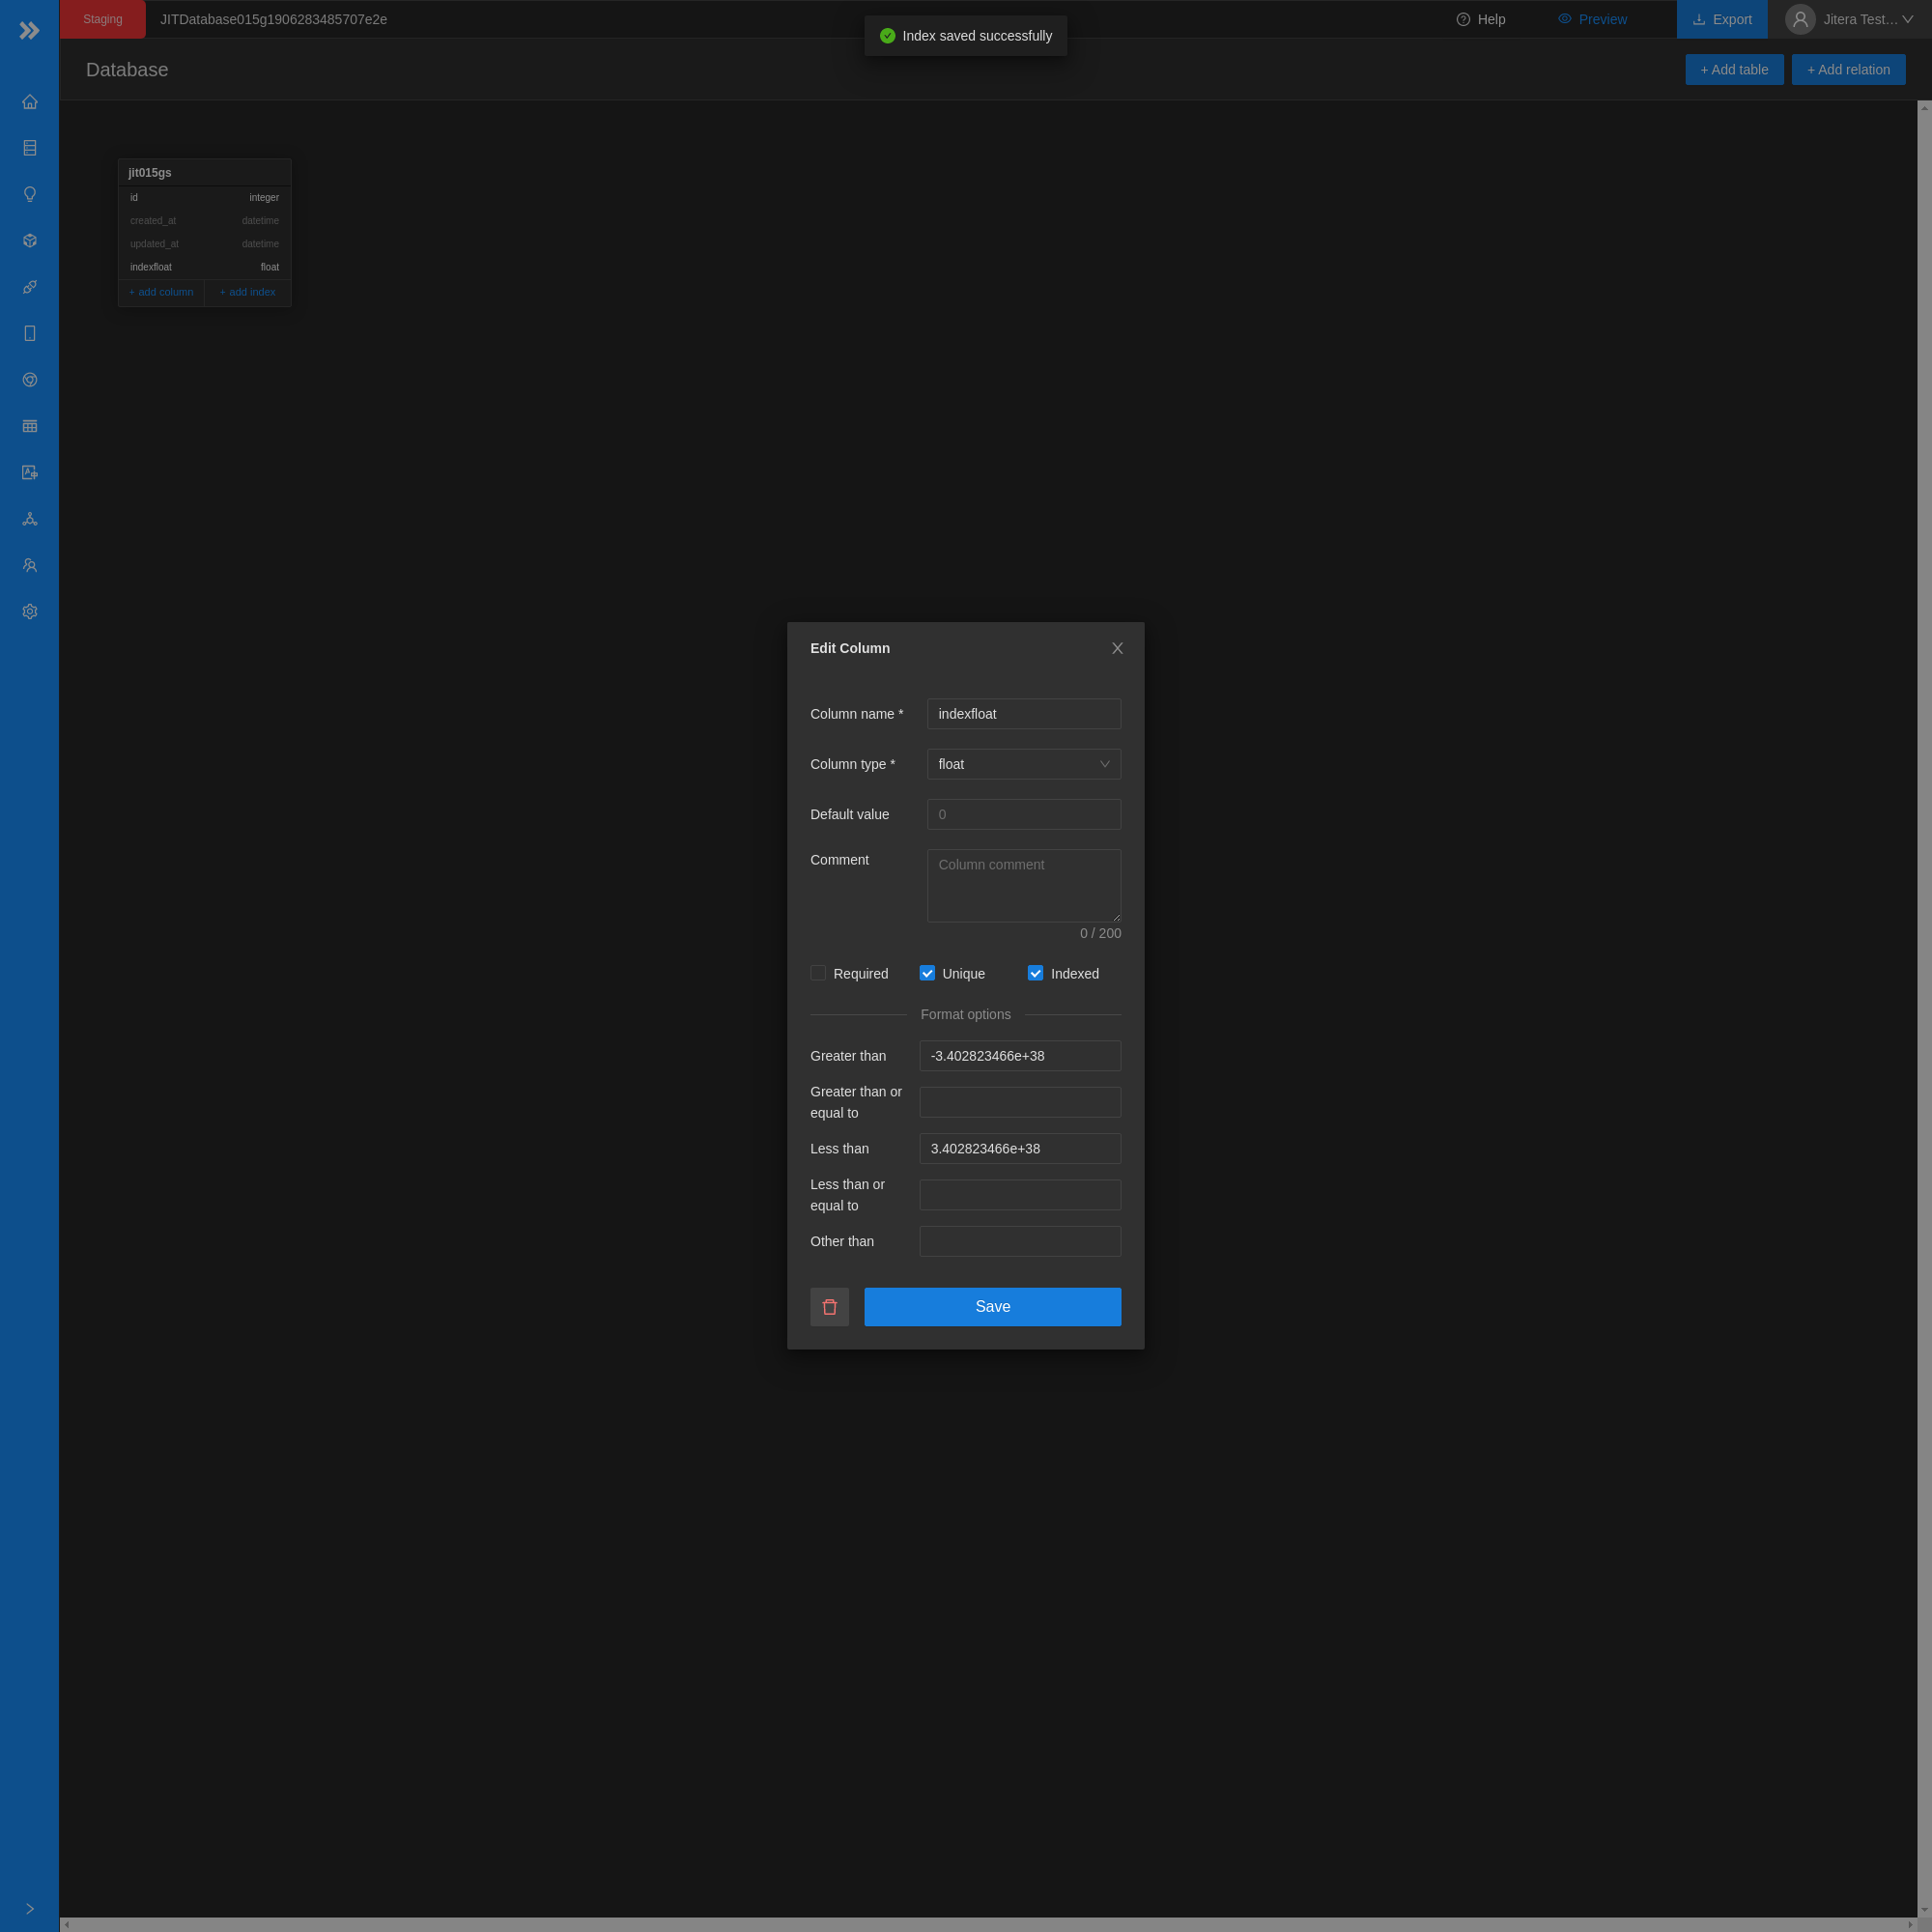 Staging
JITDatabase015g1906283485707e2e
Index saved successfully
Help
Preview
Export
Jitera Test...
Database
+ Add table
+ Add relation
jit015gs
id integer
created_at datetime
updated_at datetime
indexfloat float
+ add column + add index
Edit Column
Column name * indexfloat
Column type * float
Default value 0
Comment Column comment
0 / 200
Required Unique Indexed
Format options
Greater than -3.402823466e+38
Greater than or
equal to
Less than 3.402823466e+38
Less than or
equal to
Other than
Save